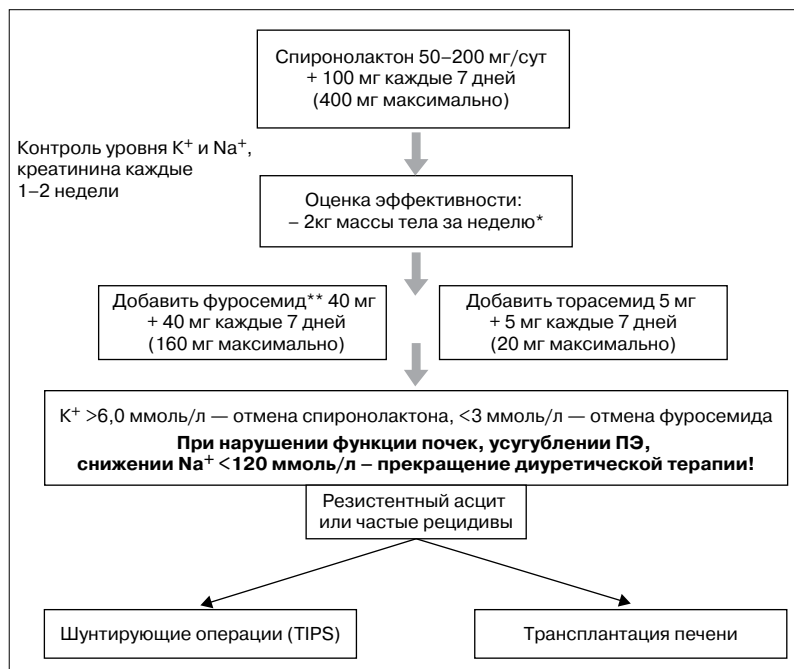 Спиронолактон 50–200 мг/сут
+ 100 мг каждые 7 дней
(400 мг максимально)
Контроль уровня K⁺ и Na⁺,
креатинина каждые
1–2 недели
Оценка эффективности:
– 2кг массы тела за неделю*
Добавить фуросемид** 40 мг
+ 40 мг каждые 7 дней
(160 мг максимально)
Добавить торасемид 5 мг
+ 5 мг каждые 7 дней
(20 мг максимально)
K⁺ >6,0 ммоль/л — отмена спиронолактона, <3 ммоль/л — отмена фуросемида
При нарушении функции почек, усугублении ПЭ,
снижении Na⁺ <120 ммоль/л – прекращение диуретической терапии!
Резистентный асцит
или частые рецидивы
Шунтирующие операции (TIPS)
Трансплантация печени